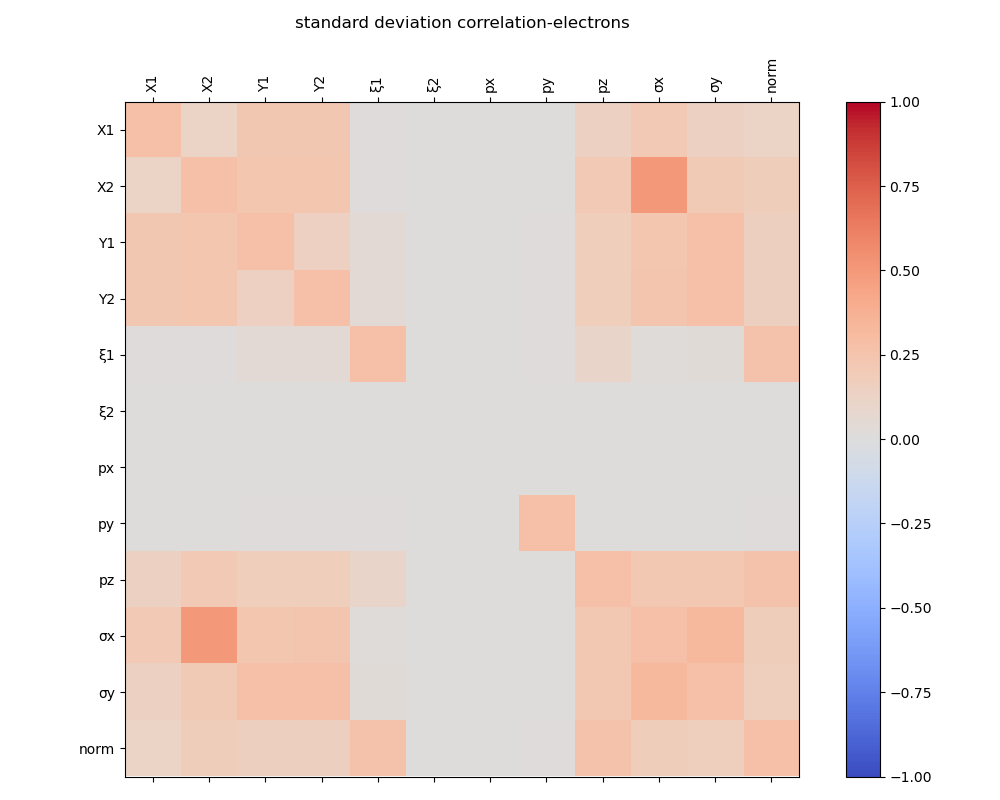 standard deviation correlation-electrons
X1 X2 Y1 Y2 ξ1 ξ2 px py pz σx σy norm
X1
X2
Y1
Y2
ξ1
ξ2
px
py
pz
σx
σy
norm
1.00
0.75
0.50
0.25
0.00
−0.25
−0.50
−0.75
−1.00